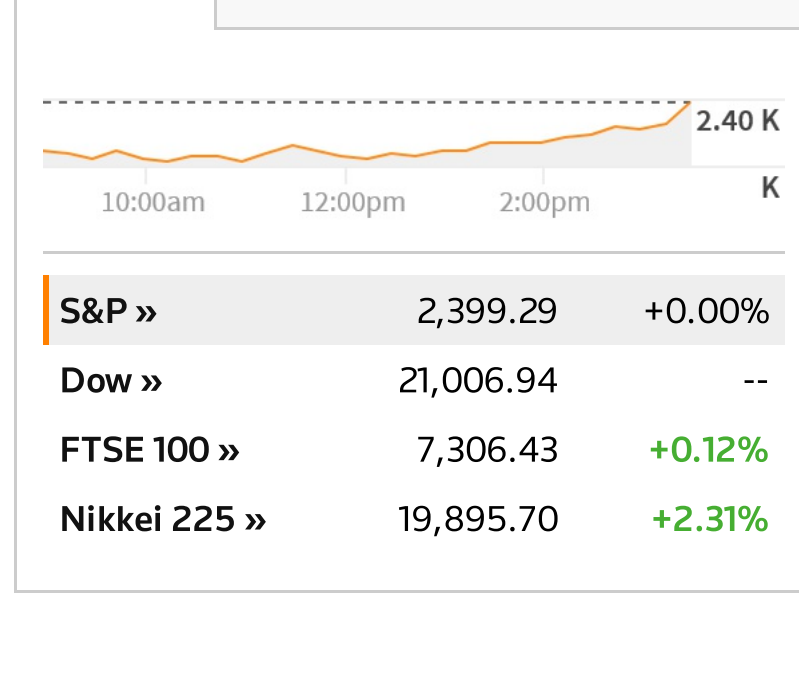 2.40 K
K
10:00am 12:00pm 2:00pm
S&P » 2,399.29 +0.00%
Dow » 21,006.94 --
FTSE 100 » 7,306.43 +0.12%
Nikkei 225 » 19,895.70 +2.31%